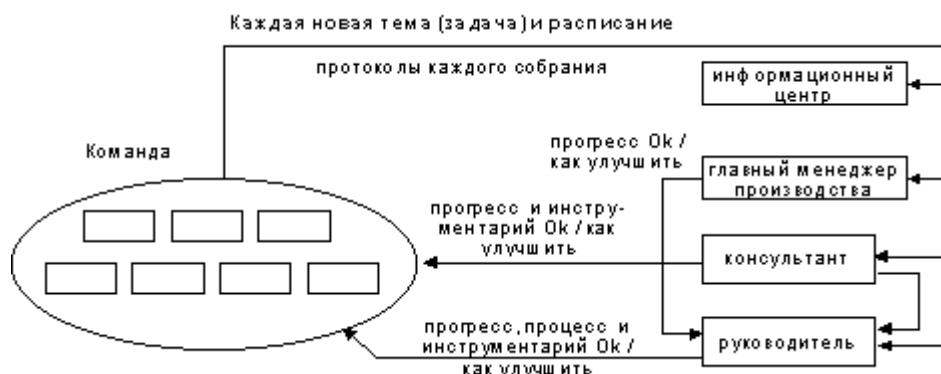 Каждая новая тема (задача) и расписание
протоколы каждого собрания
информационный
центр
Команда
прогресс Ok /
как улучшить
главный менеджер
производства
прогресс и инстру-
ментарий Ok / как
улучшить
консультант
прогресс, процесс и
инструментарий Ok /
как улучшить
руководитель